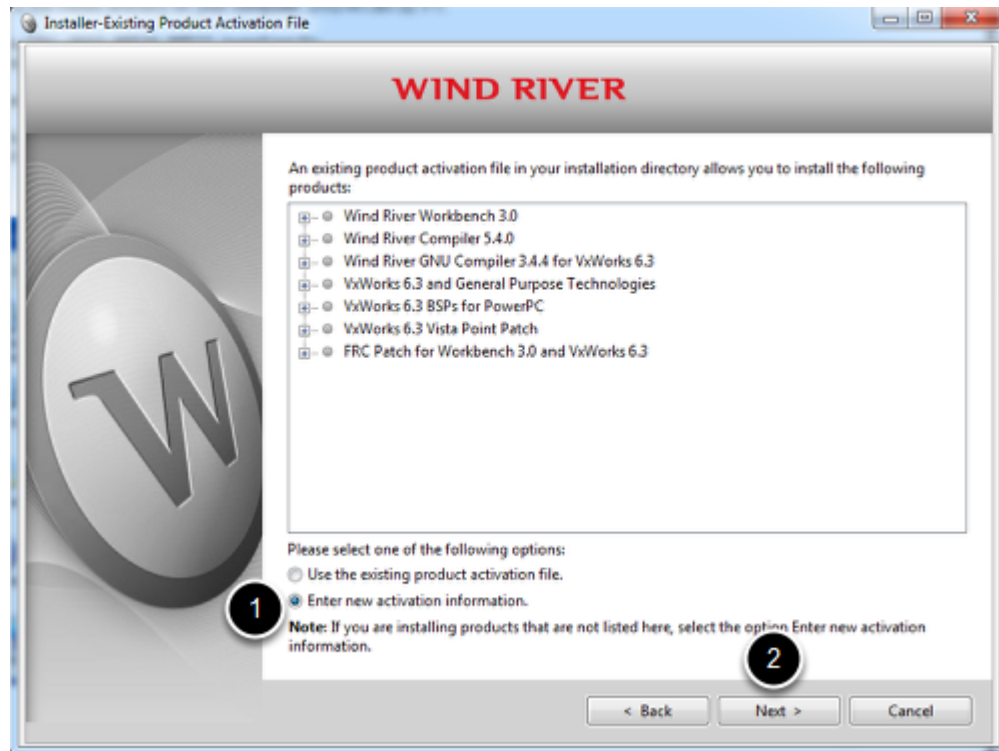 Installer-Existing Product Activation File
WIND RIVER
An existing product activation file in your installation directory allows you to install the following
products:
Wind River Workbench 3.0
Wind River Compiler 5.4.0
Wind River GNU Compiler 3.4.4 for VxWorks 6.3
VxWorks 6.3 and General Purpose Technologies
VxWorks 6.3 BSPs for PowerPC
VxWorks 6.3 Vista Point Patch
FRC Patch for Workbench 3.0 and VxWorks 6.3
W
Please select one of the following options:
Use the existing product activation file.
1 Enter new activation information.
Note: If you are installing products that are not listed here, select the option Enter new activation
information.
2
< Back Next > Cancel